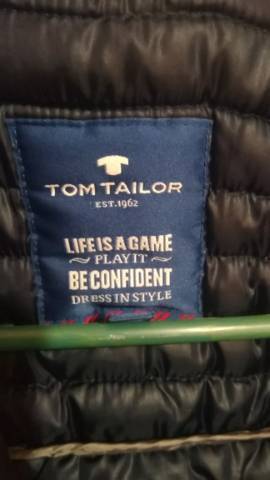 TOM TAILOR
EST.1962
LIFE IS A GAME
~ PLAY IT ~
BE CONFIDENT
DRESS IN STYLE